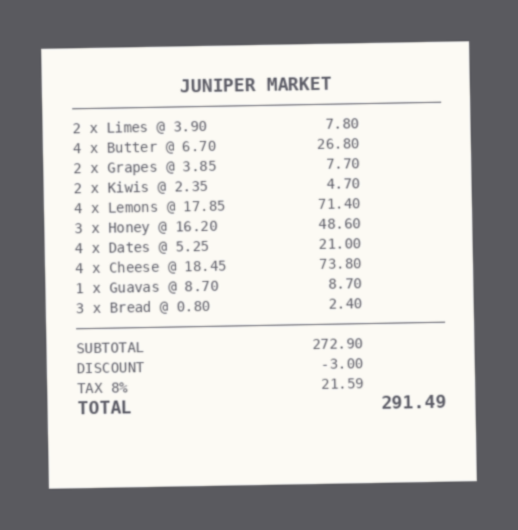 JUNIPER MARKET
2 x Limes @ 3.90 7.80
4 x Butter @ 6.70 26.80
2 x Grapes @ 3.85 7.70
2 x Kiwis @ 2.35 4.70
4 x Lemons @ 17.85 71.40
3 x Honey @ 16.20 48.60
4 x Dates @ 5.25 21.00
4 x Cheese @ 18.45 73.80
1 x Guavas @ 8.70 8.70
3 x Bread @ 0.80 2.40
SUBTOTAL 272.90
DISCOUNT -3.00
TAX 8% 21.59
TOTAL 291.49